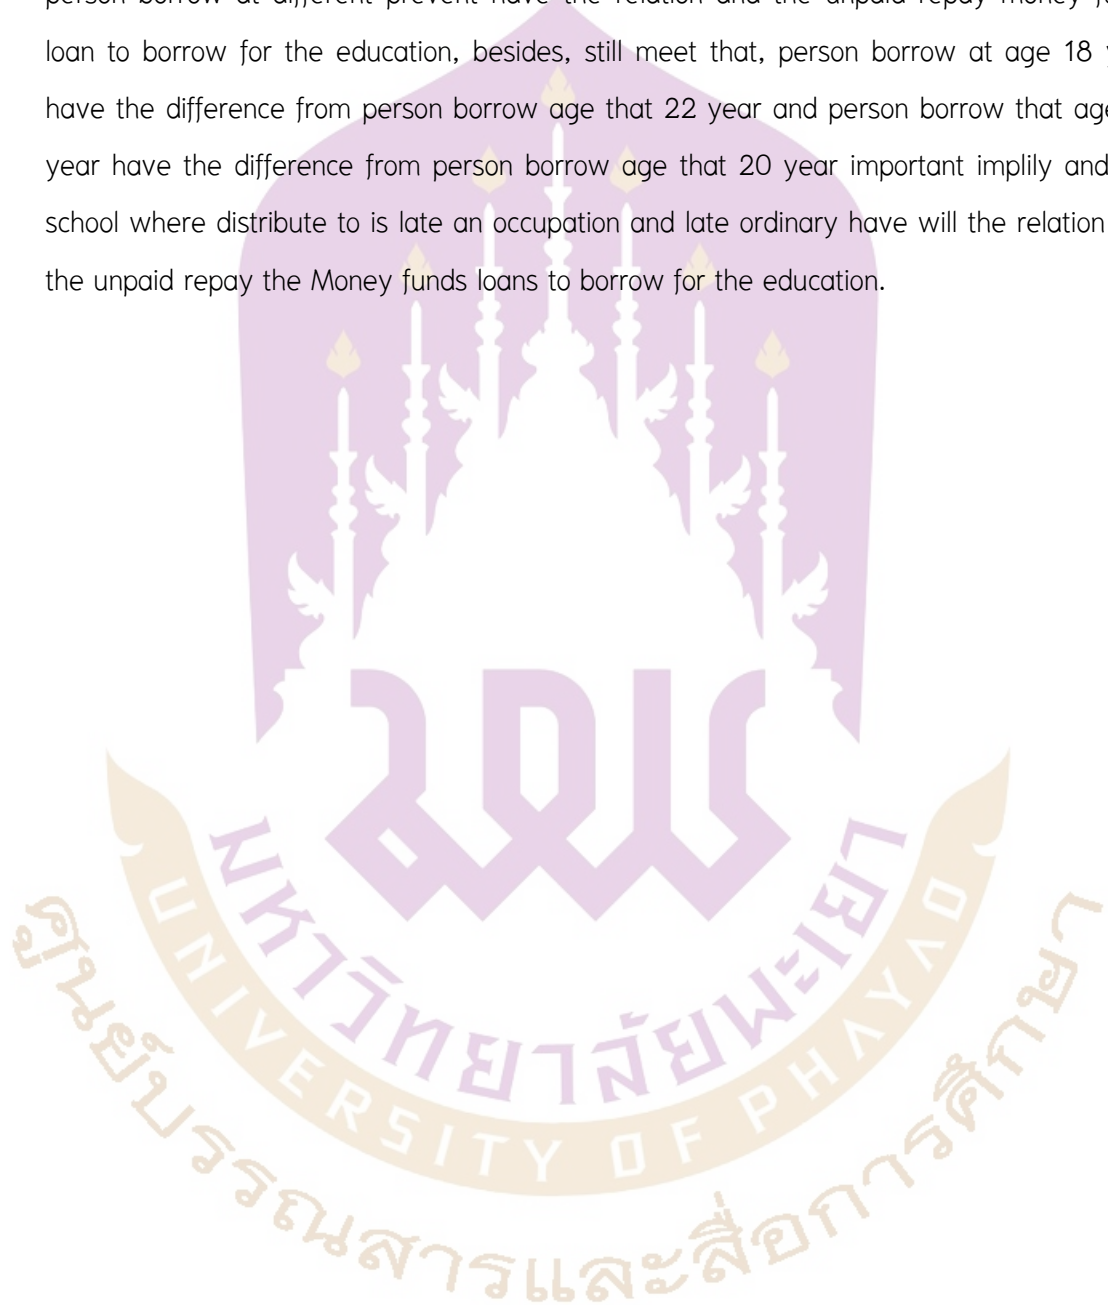 loan to borrow for the education, besides, still meet that, person borrow at age 18
have the difference from person borrow age that 22 year and person borrow that age
year have the difference from person borrow age that 20 year important implily and
school where distribute to is late an occupation and late ordinary have will the relation
the unpaid repay the Money funds loans to borrow for the education.
มหาวิทยาลัยพะเยา
UNIVERSITY OF PHAYAO
ศูนย์บรรณสารและสื่อการศึกษา